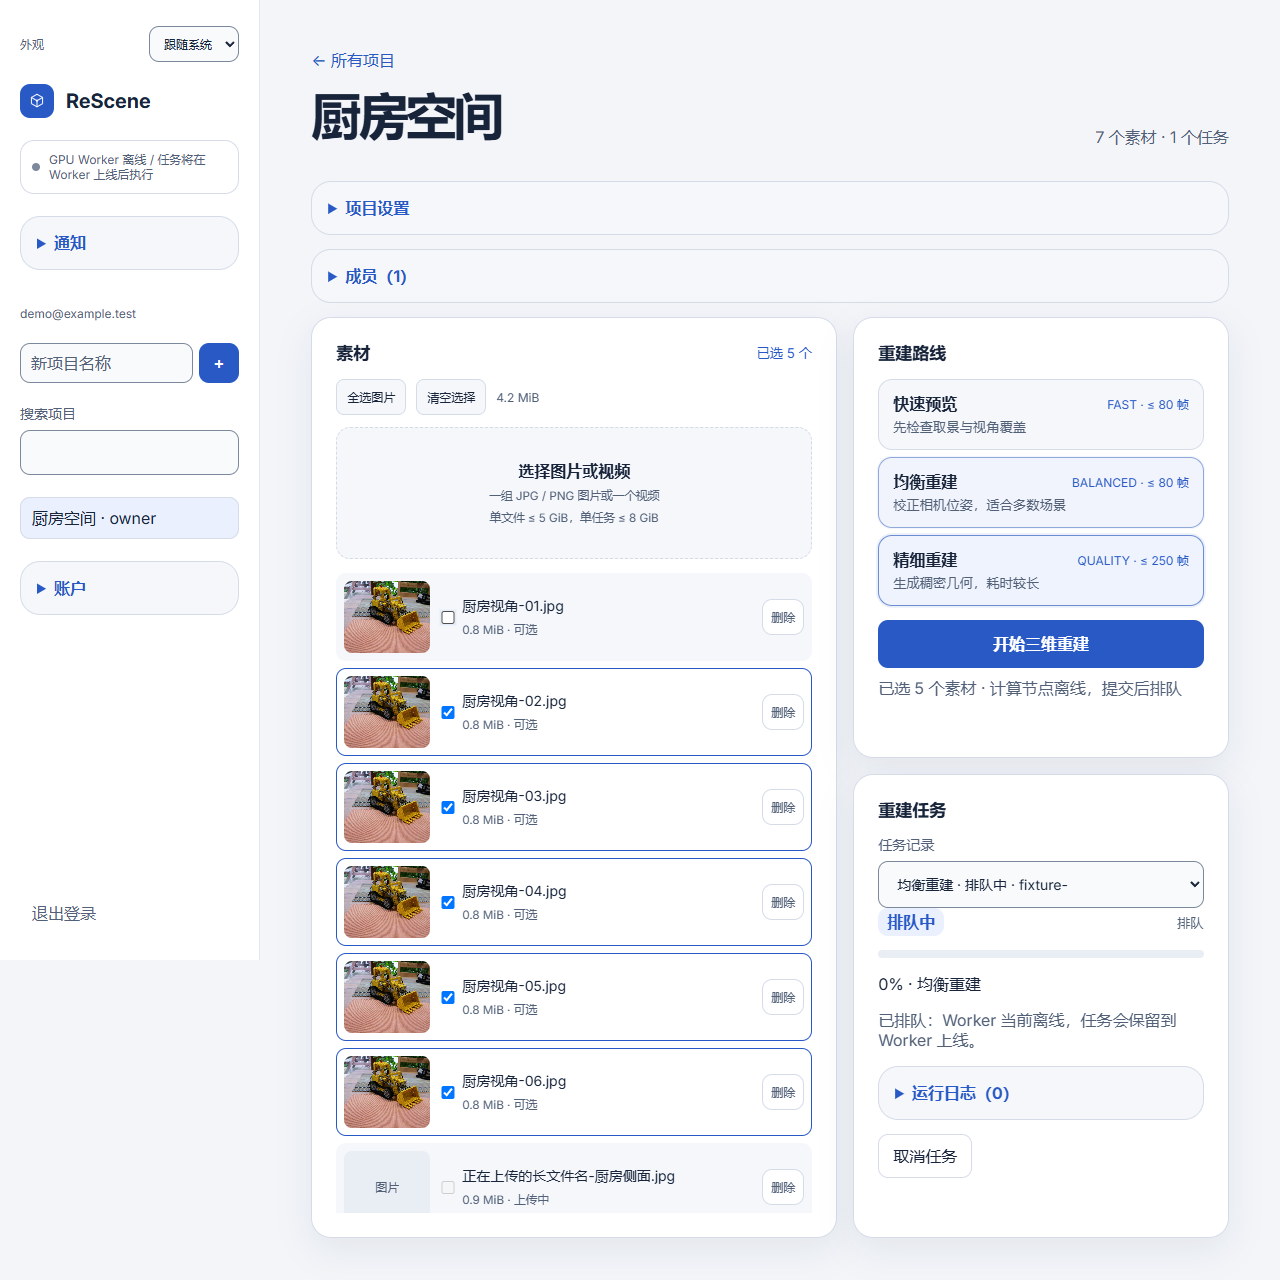 外观
跟随系统
ReScene
GPU Worker 离线 / 任务将在
Worker 上线后执行
▶ 通知
demo@example.test
新项目名称
+
搜索项目
厨房空间 · owner
▶ 账户
退出登录
← 所有项目
厨房空间
7 个素材 · 1 个任务
▶ 项目设置
▶ 成员（1）
素材
已选 5 个
全选图片
清空选择
4.2 MiB
选择图片或视频
一组 JPG / PNG 图片或一个视频
单文件 ≤ 5 GiB，单任务 ≤ 8 GiB
厨房视角-01.jpg
0.8 MiB · 可选
删除
厨房视角-02.jpg
0.8 MiB · 可选
删除
厨房视角-03.jpg
0.8 MiB · 可选
删除
厨房视角-04.jpg
0.8 MiB · 可选
删除
厨房视角-05.jpg
0.8 MiB · 可选
删除
厨房视角-06.jpg
0.8 MiB · 可选
删除
图片
正在上传的长文件名-厨房侧面.jpg
0.9 MiB · 上传中
删除
重建路线
快速预览
FAST · ≤ 80 帧
先检查取景与视角覆盖
均衡重建
BALANCED · ≤ 80 帧
校正相机位姿，适合多数场景
精细重建
QUALITY · ≤ 250 帧
生成稠密几何，耗时较长
开始三维重建
已选 5 个素材 · 计算节点离线，提交后排队
重建任务
任务记录
均衡重建 · 排队中 · fixture-
排队中
排队
0% · 均衡重建
已排队：Worker 当前离线，任务会保留到
Worker 上线。
▶ 运行日志（0）
取消任务